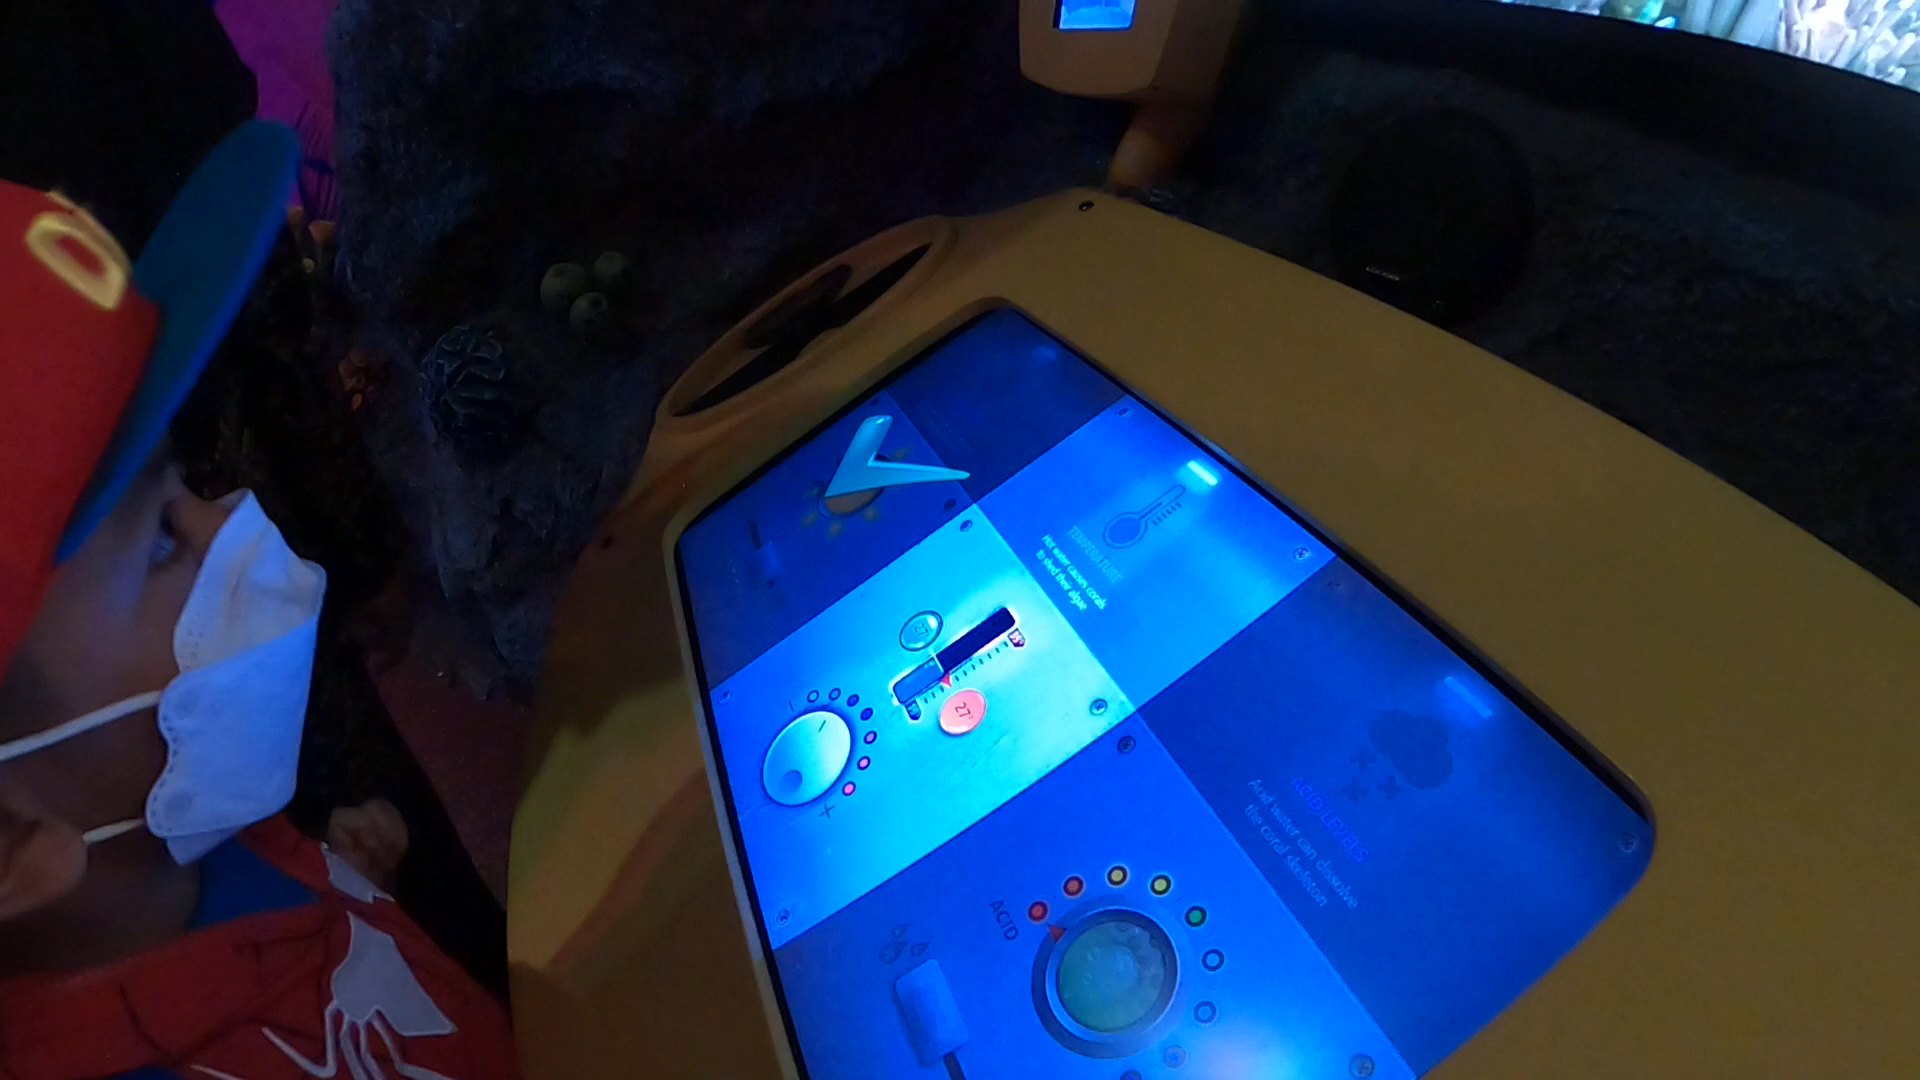 TEMPERATURE
Hot water causes corals
to shed their algae
27°
27°
ACID LEVELS
Acid water can dissolve
the coral skeleton
ACID